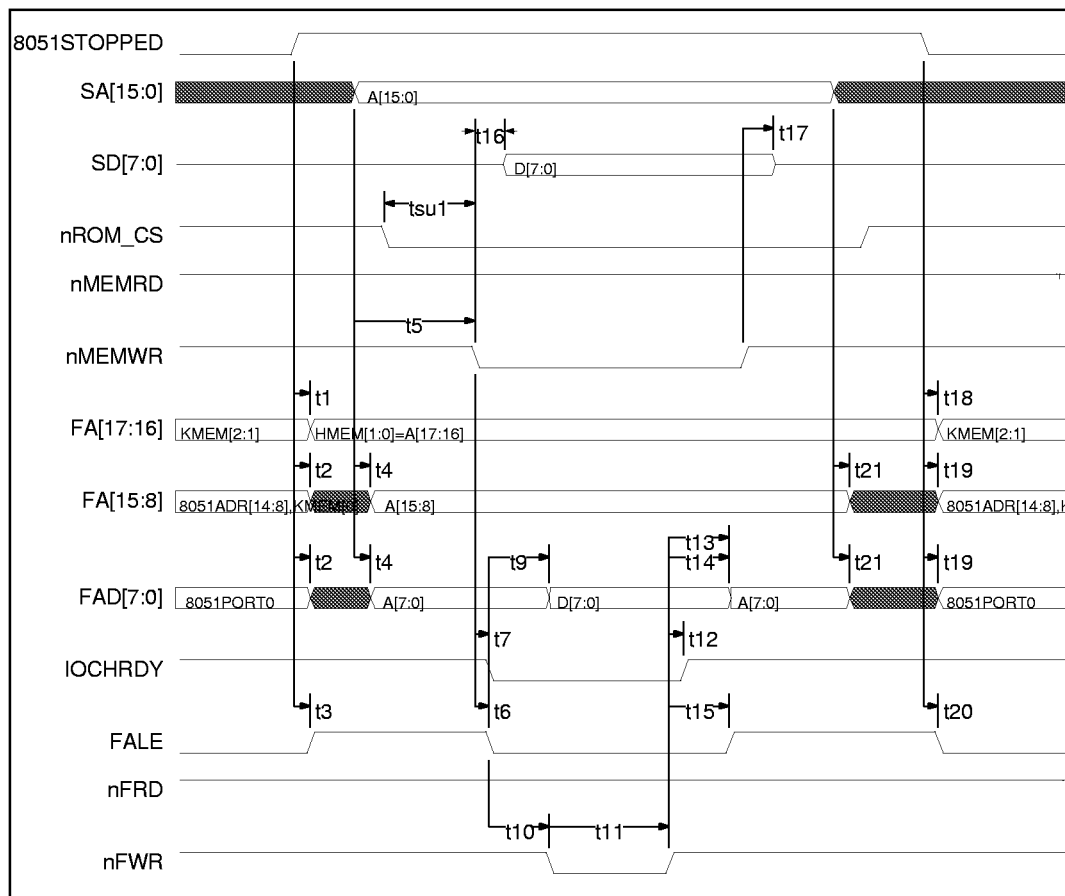 8051STOPPED
SA[15:0]
A[15:0]
t16
t17
SD[7:0]
D[7:0]
tsu1
nROM_CS
nMEMRD
t5
nMEMWR
t1
t18
FA[17:16]
KMEM[2:1]
HMEM[1:0]=A[17:16]
KMEM[2:1]
t2
t4
t21
t19
FA[15:8]
8051ADR[14:8],KMEM[0]
A[15:8]
8051ADR[14:8],K
t13
t2
t4
t9
t14
t21
t19
FAD[7:0]
8051PORT0
A[7:0]
D[7:0]
A[7:0]
8051PORT0
t7
t12
IOCHRDY
t3
t6
t15
t20
FALE
nFRD
t10
t11
nFWR